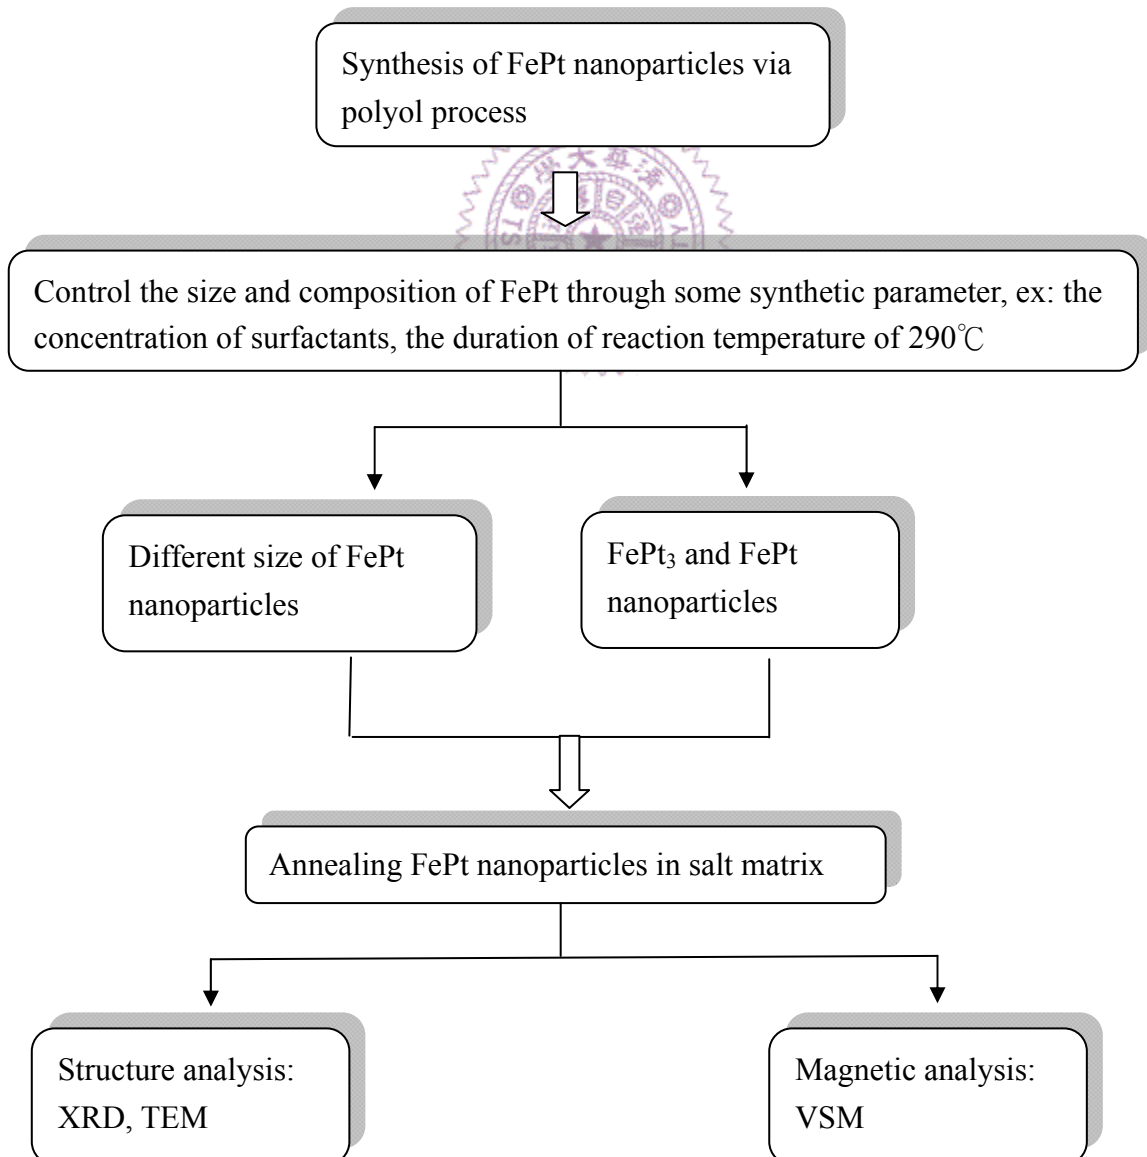 Synthesis of FePt nanoparticles via
polyol process
Control the size and composition of FePt through some synthetic parameter, ex: the
concentration of surfactants, the duration of reaction temperature of 290℃
Different size of FePt
nanoparticles
FePt₃ and FePt
nanoparticles
Annealing FePt nanoparticles in salt matrix
Structure analysis:
XRD, TEM
Magnetic analysis:
VSM